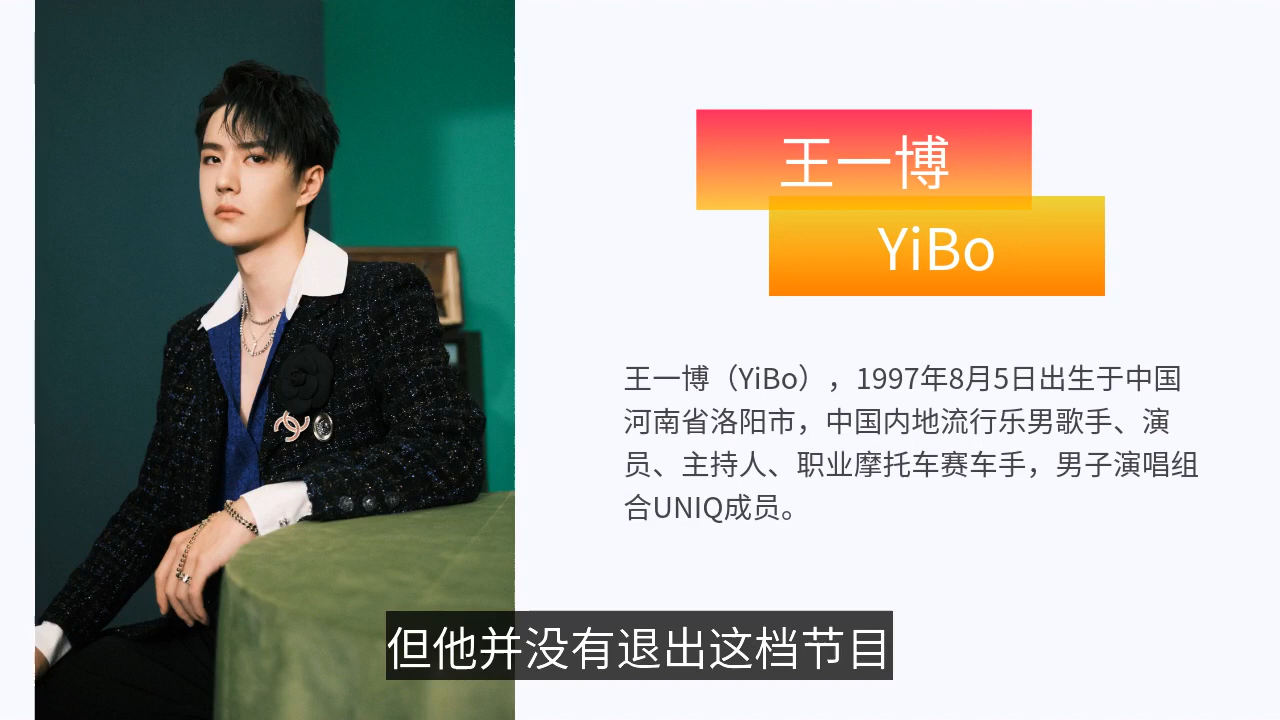 王一博
YiBo
王一博（YiBo），1997年8月5日出生于中国
河南省洛阳市，中国内地流行乐男歌手、演
员、主持人、职业摩托车赛车手，男子演唱组
合UNIQ成员。
但他并没有退出这档节目